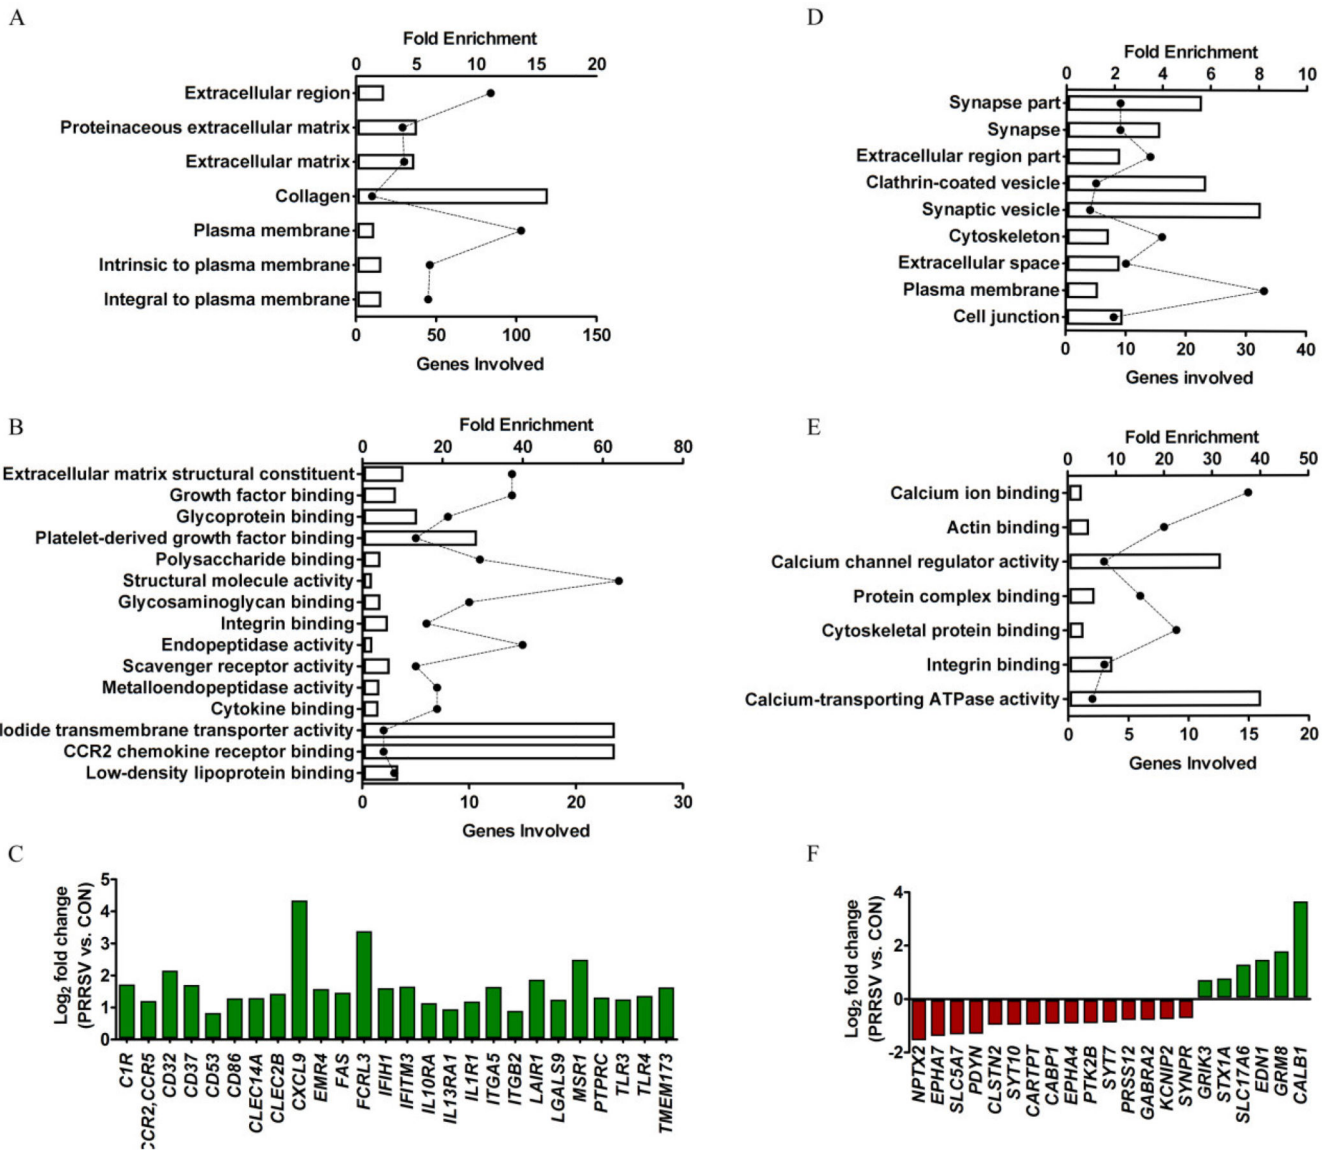 A
Fold Enrichment
0 5 10 15 20
Extracellular region
Proteinaceous extracellular matrix
Extracellular matrix
Collagen
Plasma membrane
Intrinsic to plasma membrane
Integral to plasma membrane
0 50 100 150
Genes Involved
D
Fold Enrichment
0 2 4 6 8 10
Synapse part
Synapse
Extracellular region part
Clathrin-coated vesicle
Synaptic vesicle
Cytoskeleton
Extracellular space
Plasma membrane
Cell junction
0 10 20 30 40
Genes involved
B
Fold Enrichment
0 20 40 60 80
Extracellular matrix structural constituent
Growth factor binding
Glycoprotein binding
Platelet-derived growth factor binding
Polysaccharide binding
Structural molecule activity
Glycosaminoglycan binding
Integrin binding
Endopeptidase activity
Scavenger receptor activity
Metalloendopeptidase activity
Cytokine binding
Iodide transmembrane transporter activity
CCR2 chemokine receptor binding
Low-density lipoprotein binding
0 10 20 30
Genes Involved
E
Fold Enrichment
0 10 20 30 40 50
Calcium ion binding
Actin binding
Calcium channel regulator activity
Protein complex binding
Cytoskeletal protein binding
Integrin binding
Calcium-transporting ATPase activity
0 5 10 15 20
Genes Involved
C
Log2 fold change
(PRRSV vs. CON)
5
4
3
2
1
0
C1R
CCR2,CCR5
CD32
CD37
CD53
CD86
CLEC14A
CLEC2B
CXCL9
EMR4
FAS
FCRL3
IFIH1
IFITM3
IL10RA
IL13RA1
IL1R1
ITGA5
ITGB2
LAIR1
LGALS9
MSR1
PTPRC
TLR3
TLR4
TMEM173
F
Log2 fold change
(PRRSV vs. CON)
4
2
0
-2
NPTX2
EPHA7
SLC5A7
PDYN
CLSTN2
SYT10
CARTPT
CABP1
EPHA4
PTK2B
SYT7
PRSS12
GABRA2
KCNIP2
SYNPR
GRIK3
STX1A
SLC17A6
EDN1
GRM8
CALB1